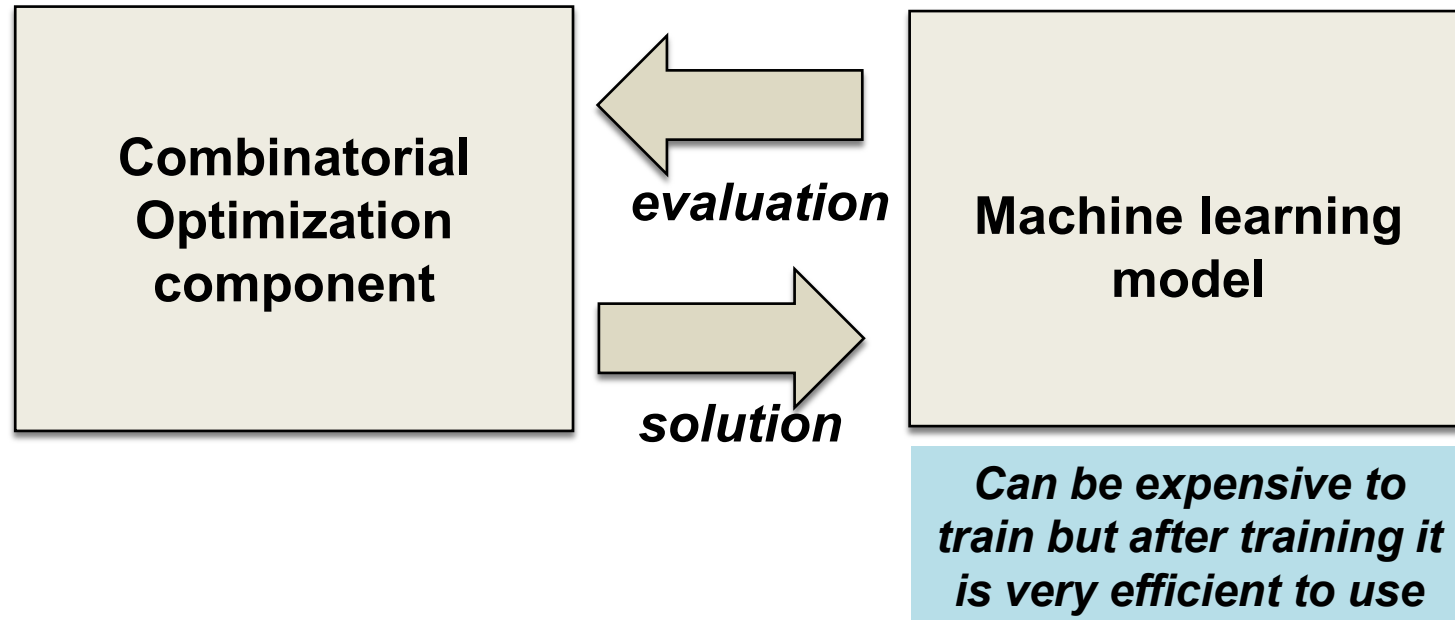 Combinatorial
Optimization
component
evaluation
solution
Machine learning
model
Can be expensive to
train but after training it
is very efficient to use